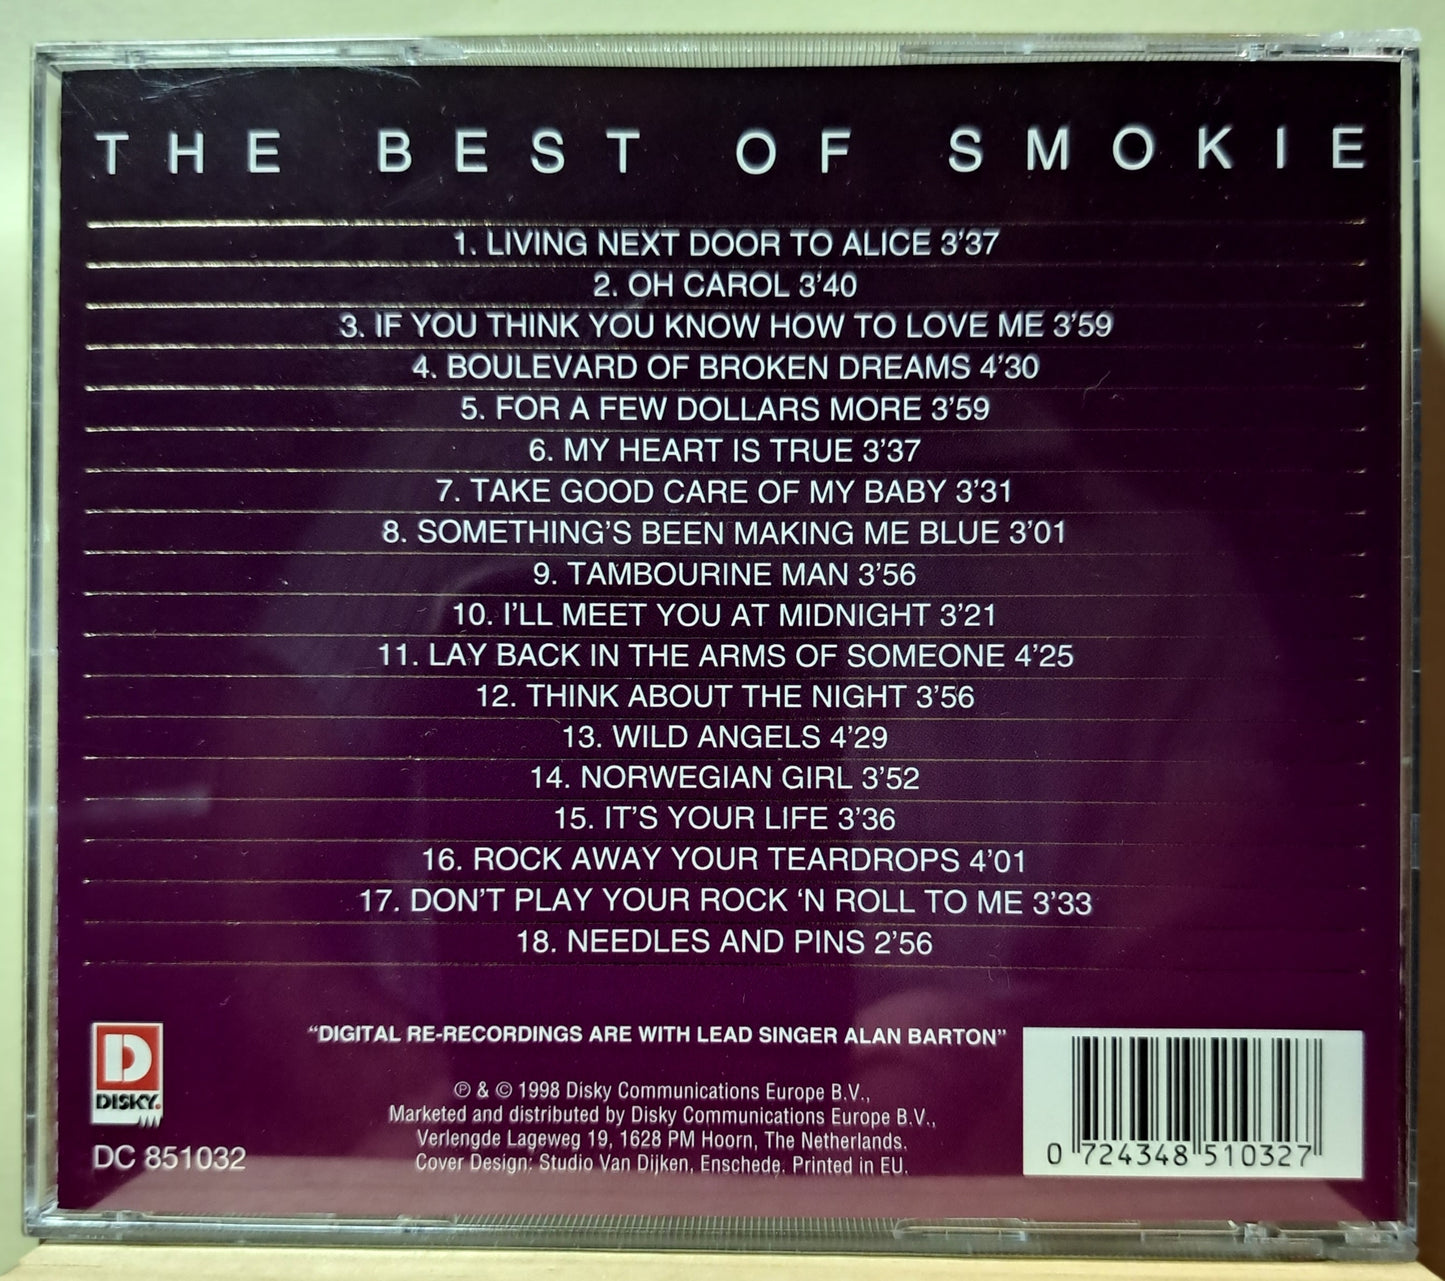 THE BEST OF SMOKIE
1. LIVING NEXT DOOR TO ALICE 3'37
2. OH CAROL 3'40
3. IF YOU THINK YOU KNOW HOW TO LOVE ME 3'59
4. BOULEVARD OF BROKEN DREAMS 4'30
5. FOR A FEW DOLLARS MORE 3'59
6. MY HEART IS TRUE 3'37
7. TAKE GOOD CARE OF MY BABY 3'31
8. SOMETHING'S BEEN MAKING ME BLUE 3'01
9. TAMBOURINE MAN 3'56
10. I'LL MEET YOU AT MIDNIGHT 3'21
11. LAY BACK IN THE ARMS OF SOMEONE 4'25
12. THINK ABOUT THE NIGHT 3'56
13. WILD ANGELS 4'29
14. NORWEGIAN GIRL 3'52
15. IT'S YOUR LIFE 3'36
16. ROCK AWAY YOUR TEARDROPS 4'01
17. DON'T PLAY YOUR ROCK 'N ROLL TO ME 3'33
18. NEEDLES AND PINS 2'56
"DIGITAL RE-RECORDINGS ARE WITH LEAD SINGER ALAN BARTON"
℗ & © 1998 Disky Communications Europe B.V.,
Marketed and distributed by Disky Communications Europe B.V.,
Verlengde Lageweg 19, 1628 PM Hoorn, The Netherlands.
Cover Design: Studio Van Dijken, Enschede. Printed in EU.
D
DISKY.
DC 851032
0 724348 510327